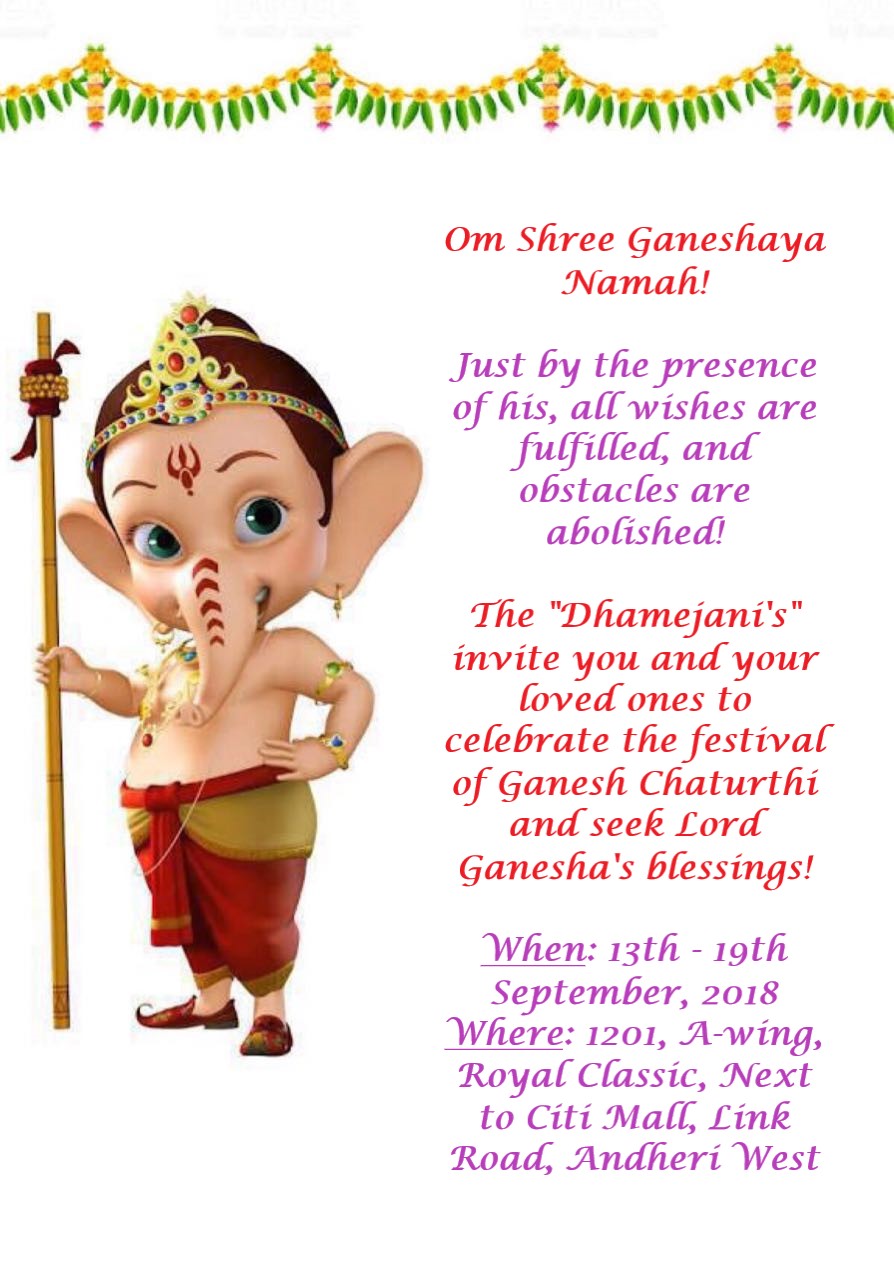 Om Shree Ganeshaya
Namah!
Just by the presence
of his, all wishes are
fulfilled, and
obstacles are
abolished!
The "Dhamejani's"
invite you and your
loved ones to
celebrate the festival
of Ganesh Chaturthi
and seek Lord
Ganesha's blessings!
When: 13th - 19th
September, 2018
Where: 1201, A-wing,
Royal Classic, Next
to Citi Mall, Link
Road, Andheri West